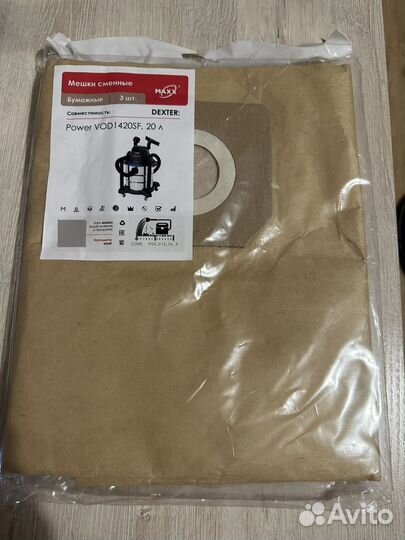 Мешки сменные
MAXX
Бумажные 3 шт.
Совместимость: DEXTER:
Power VOD1420SF, 20 л
Avito